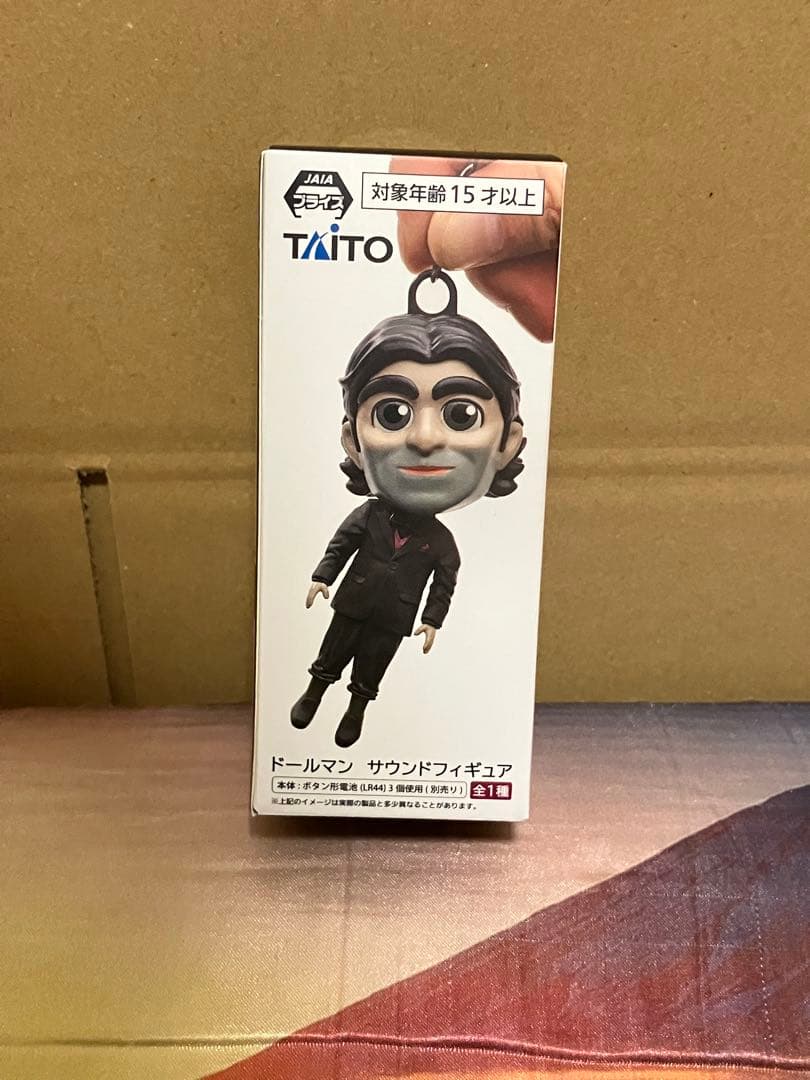 JAIA
プライズ
対象年齢15才以上
TAITO
ドールマン サウンドフィギュア
本体:ボタン形電池(LR44)3個使用(別売り)
全1種
※上記のイメージは実際の製品と多少異なることがあります。